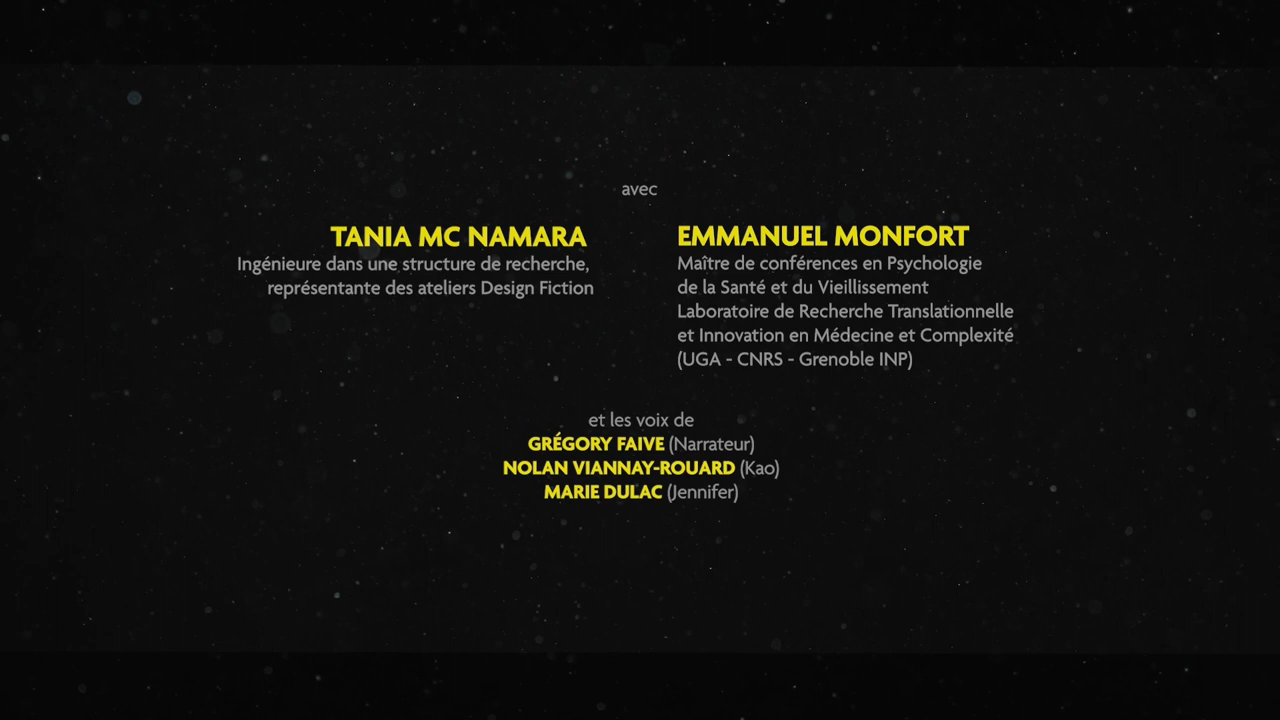 avec
TANIA MC NAMARA
Ingénieure dans une structure de recherche,
représentante des ateliers Design Fiction
EMMANUEL MONFORT
Maître de conférences en Psychologie
de la Santé et du Vieillissement
Laboratoire de Recherche Translationnelle
et Innovation en Médecine et Complexité
(UGA - CNRS - Grenoble INP)
et les voix de
GRÉGORY FAIVE (Narrateur)
NOLAN VIANNAY-ROUARD (Kao)
MARIE DULAC (Jennifer)